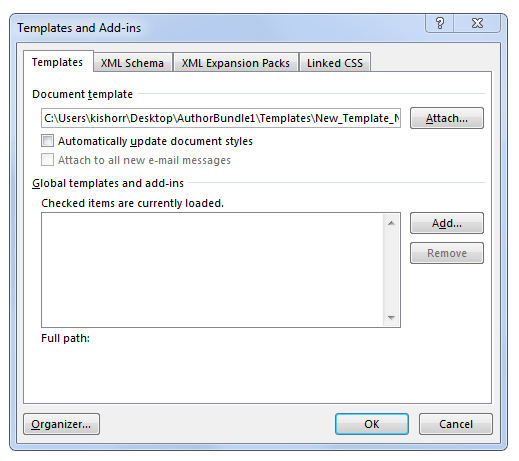 Templates and Add-ins
Templates XML Schema XML Expansion Packs Linked CSS
Document template
C:\Users\kishorr\Desktop\AuthorBundle1\Templates\New_Template_N Attach...
Automatically update document styles
Attach to all new e-mail messages
Global templates and add-ins
Checked items are currently loaded.
Add...
Remove
Full path:
Organizer... OK Cancel